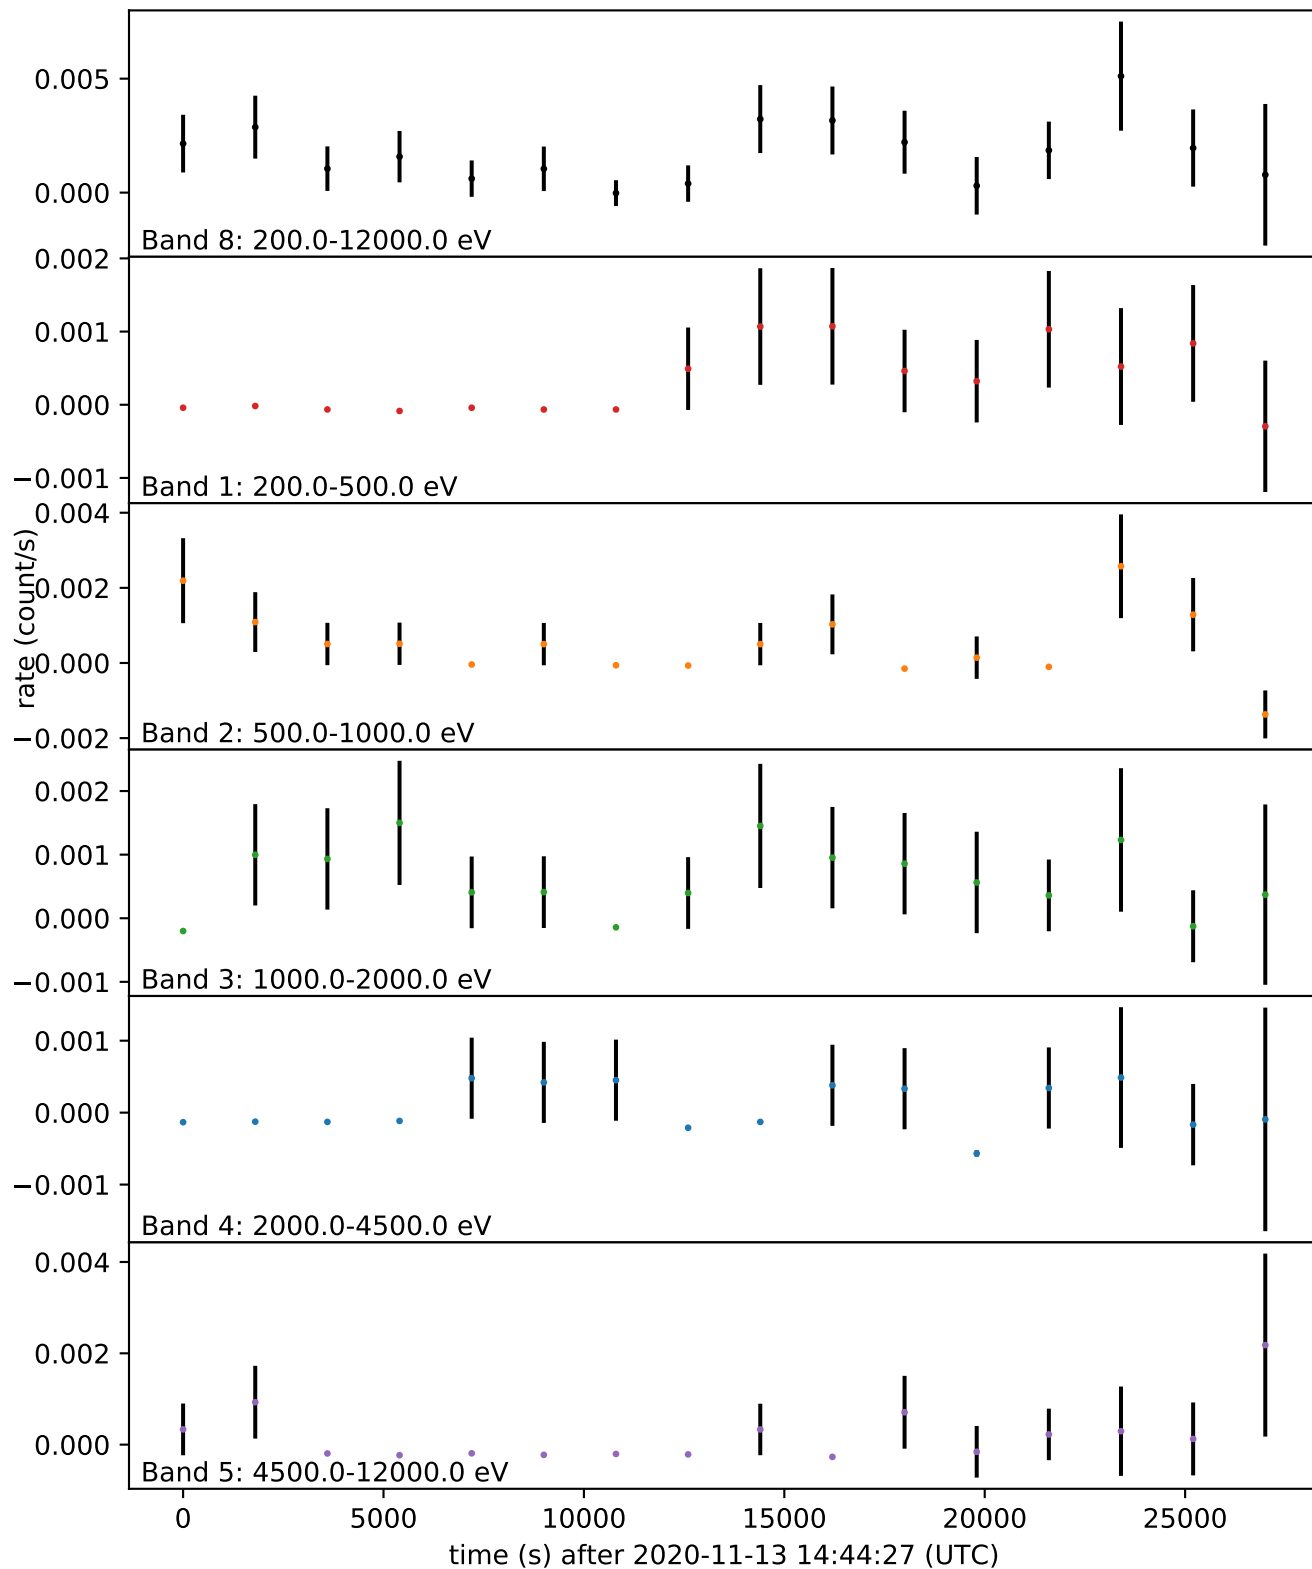 0.005
0.000
Band 8: 200.0-12000.0 eV
0.002
0.001
0.000
−0.001
Band 1: 200.0-500.0 eV
rate (count/s)
0.004
0.002
0.000
−0.002
Band 2: 500.0-1000.0 eV
0.002
0.001
0.000
−0.001
Band 3: 1000.0-2000.0 eV
0.001
0.000
−0.001
Band 4: 2000.0-4500.0 eV
0.004
0.002
0.000
Band 5: 4500.0-12000.0 eV
0 5000 10000 15000 20000 25000
time (s) after 2020-11-13 14:44:27 (UTC)